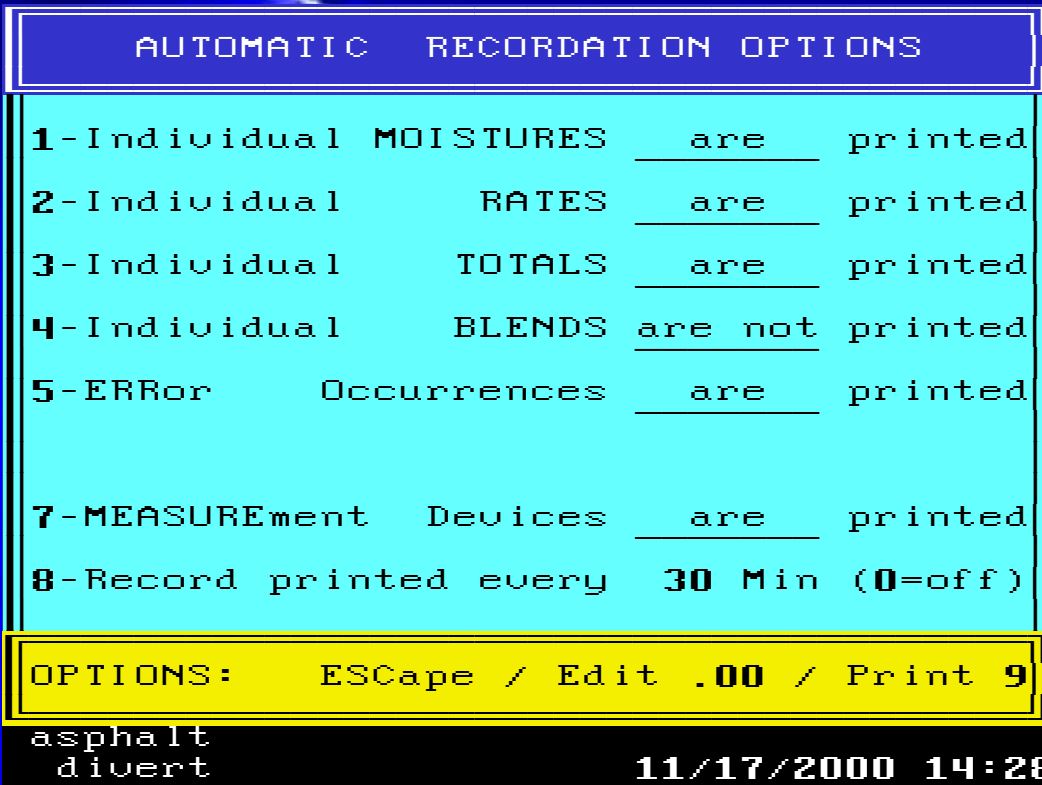 AUTOMATIC RECORDATION OPTIONS
1-Individual MOISTURES are printed
2-Individual RATES are printed
3-Individual TOTALS are printed
4-Individual BLENDS are not printed
5-ERRor Occurrences are printed
7-MEASUREment Devices are printed
8-Record printed every 30 Min (0=off)
OPTIONS: ESCape / Edit .00 / Print 9
asphalt
divert 11/17/2000 14:28